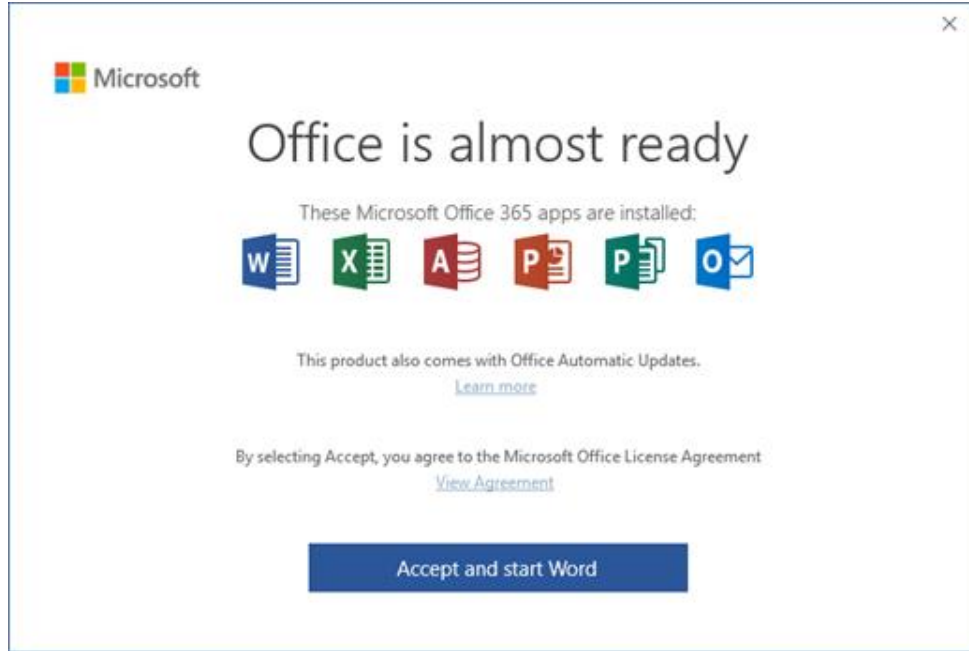 Microsoft
Office is almost ready
These Microsoft Office 365 apps are installed:
W X A P P O
This product also comes with Office Automatic Updates.
Learn more
By selecting Accept, you agree to the Microsoft Office License Agreement
View Agreement
Accept and start Word